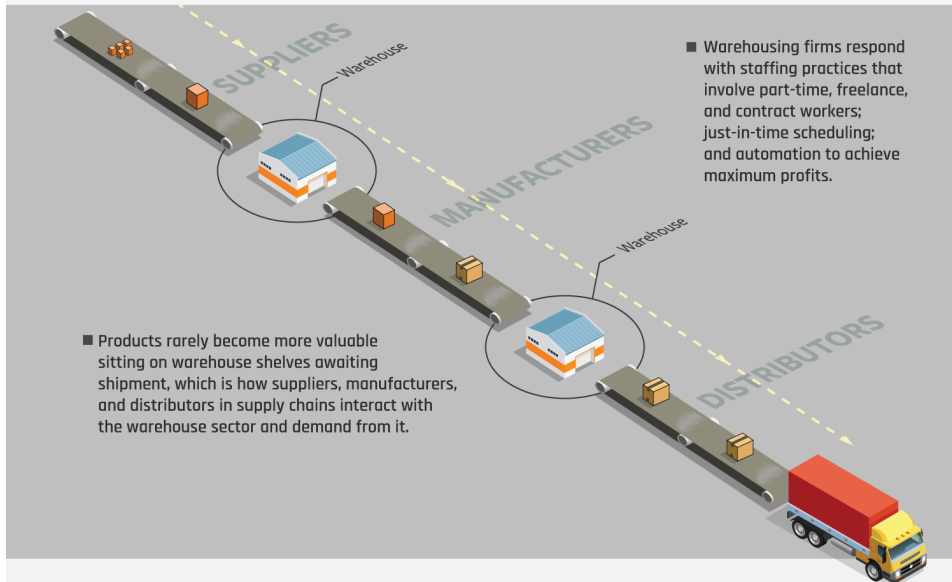 SUPPLIERS
Warehouse
■ Warehousing firms respond
with staffing practices that
involve part-time, freelance,
and contract workers;
just-in-time scheduling;
and automation to achieve
maximum profits.
MANUFACTURERS
Warehouse
■ Products rarely become more valuable
sitting on warehouse shelves awaiting
shipment, which is how suppliers, manufacturers,
and distributors in supply chains interact with
the warehouse sector and demand from it.
DISTRIBUTORS